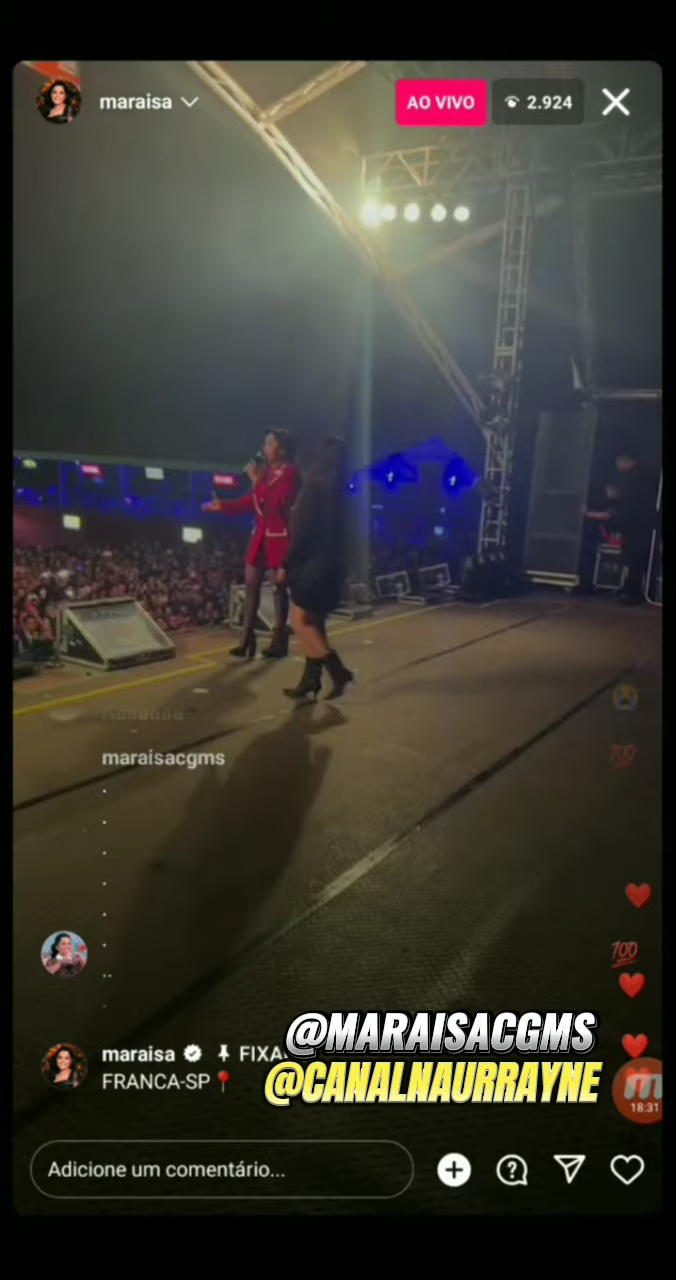 maraisa
AO VIVO
2.924
maraisacgms
.
.
.
.
.
.
..
.
maraisa 📌 FIXA
FRANCA-SP📍
@MARAISACGMS
@CANALNAURRAYNE
18:31
Adicione um comentário...